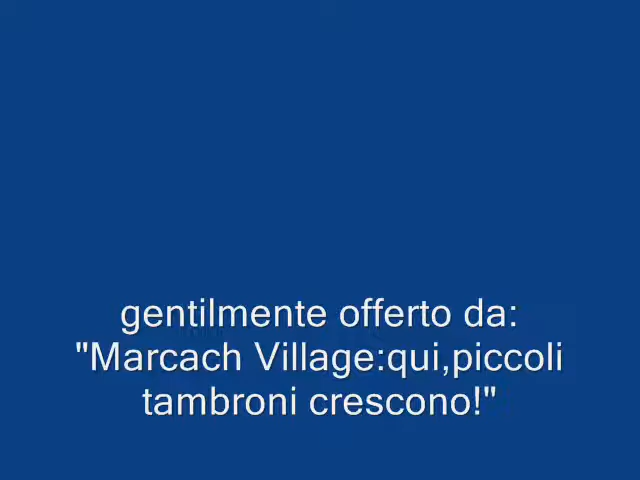 gentilmente offerto da:
"Marcach Village:qui,piccoli
tambroni crescono!"